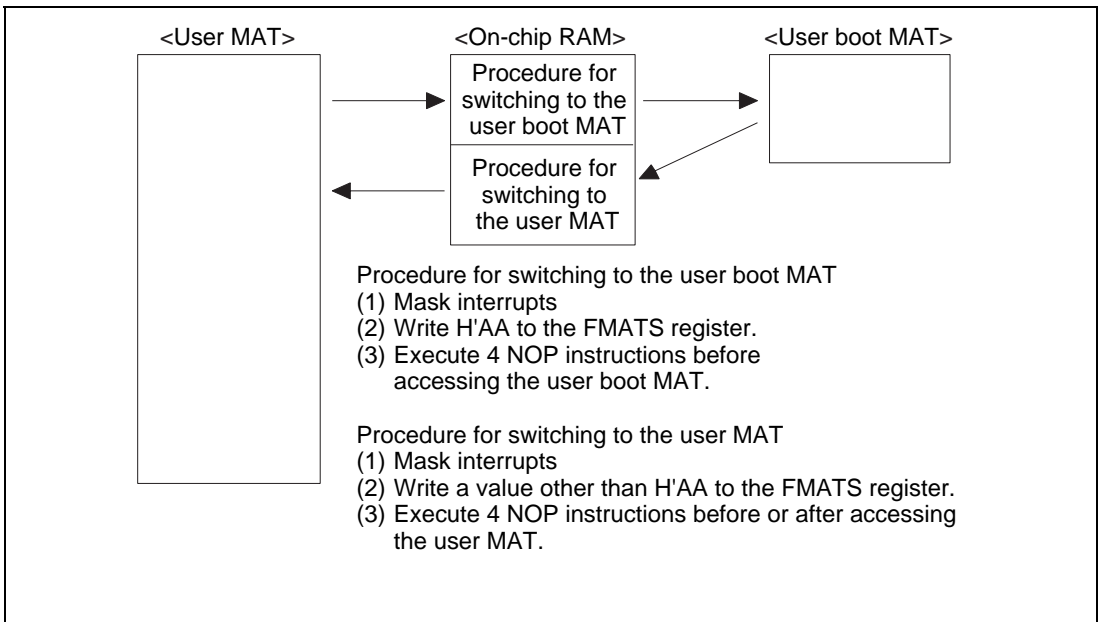 <User MAT>
<On-chip RAM>
<User boot MAT>
Procedure for
switching to the
user boot MAT
Procedure for
switching to
the user MAT
Procedure for switching to the user boot MAT
(1) Mask interrupts
(2) Write H'AA to the FMATS register.
(3) Execute 4 NOP instructions before
accessing the user boot MAT.
Procedure for switching to the user MAT
(1) Mask interrupts
(2) Write a value other than H'AA to the FMATS register.
(3) Execute 4 NOP instructions before or after accessing
the user MAT.